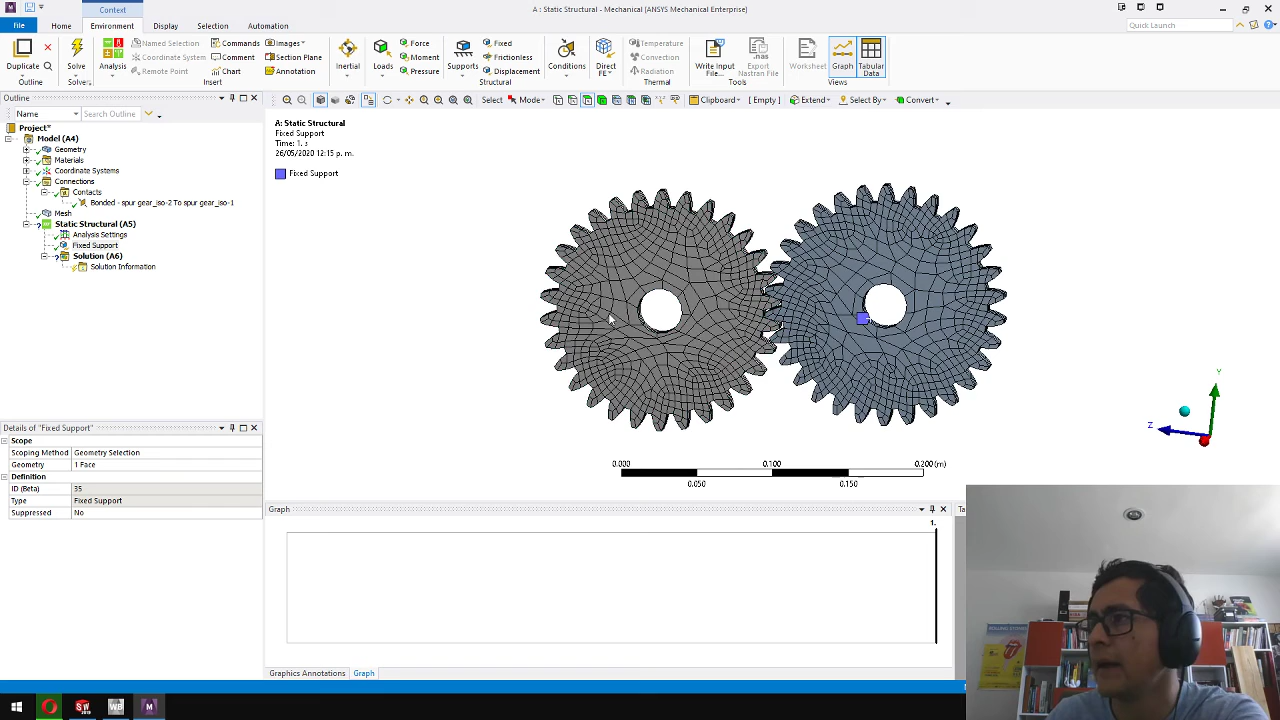 Context
A : Static Structural - Mechanical [ANSYS Mechanical Enterprise]
File
Home
Environment
Display
Selection
Automation
Quick Launch
Duplicate
Outline
Solve
Solver
Analysis
Named Selection
Coordinate System
Remote Point
Commands
Comment
Chart
Images
Section Plane
Annotation
Insert
Inertial
Loads
Force
Moment
Pressure
Supports
Fixed
Frictionless
Displacement
Structural
Conditions
Direct FE
Temperature
Convection
Radiation
Thermal
Write Input File...
Export Nastran File
Tools
Worksheet
Graph
Tabular Data
Views
Outline
Name
Search Outline
Select
Mode
Clipboard
[ Empty ]
Extend
Select By
Convert
Project*
Model (A4)
Geometry
Materials
Coordinate Systems
Connections
Contacts
Bonded - spur gear_iso-2 To spur gear_iso-1
Mesh
Static Structural (A5)
Analysis Settings
Fixed Support
Solution (A6)
Solution Information
A: Static Structural
Fixed Support
Time: 1. s
26/05/2020 12:15 p. m.
Fixed Support
Y
Z
0.000
0.100
0.200 (m)
0.050
0.150
Details of "Fixed Support"
Scope
Scoping Method
Geometry Selection
Geometry
1 Face
Definition
ID (Beta)
35
Type
Fixed Support
Suppressed
No
Graph
Ta
1.
Graphics Annotations
Graph
SW
2019
WB
M